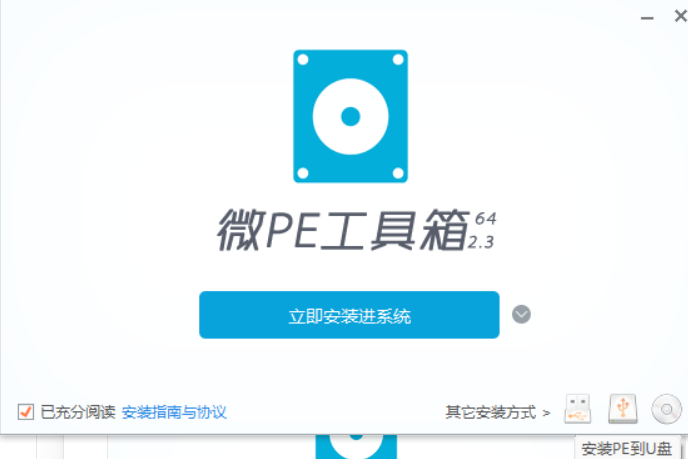 微PE工具箱 64
2.3
立即安装进系统
已充分阅读 安装指南与协议
其它安装方式 >
安装PE到U盘